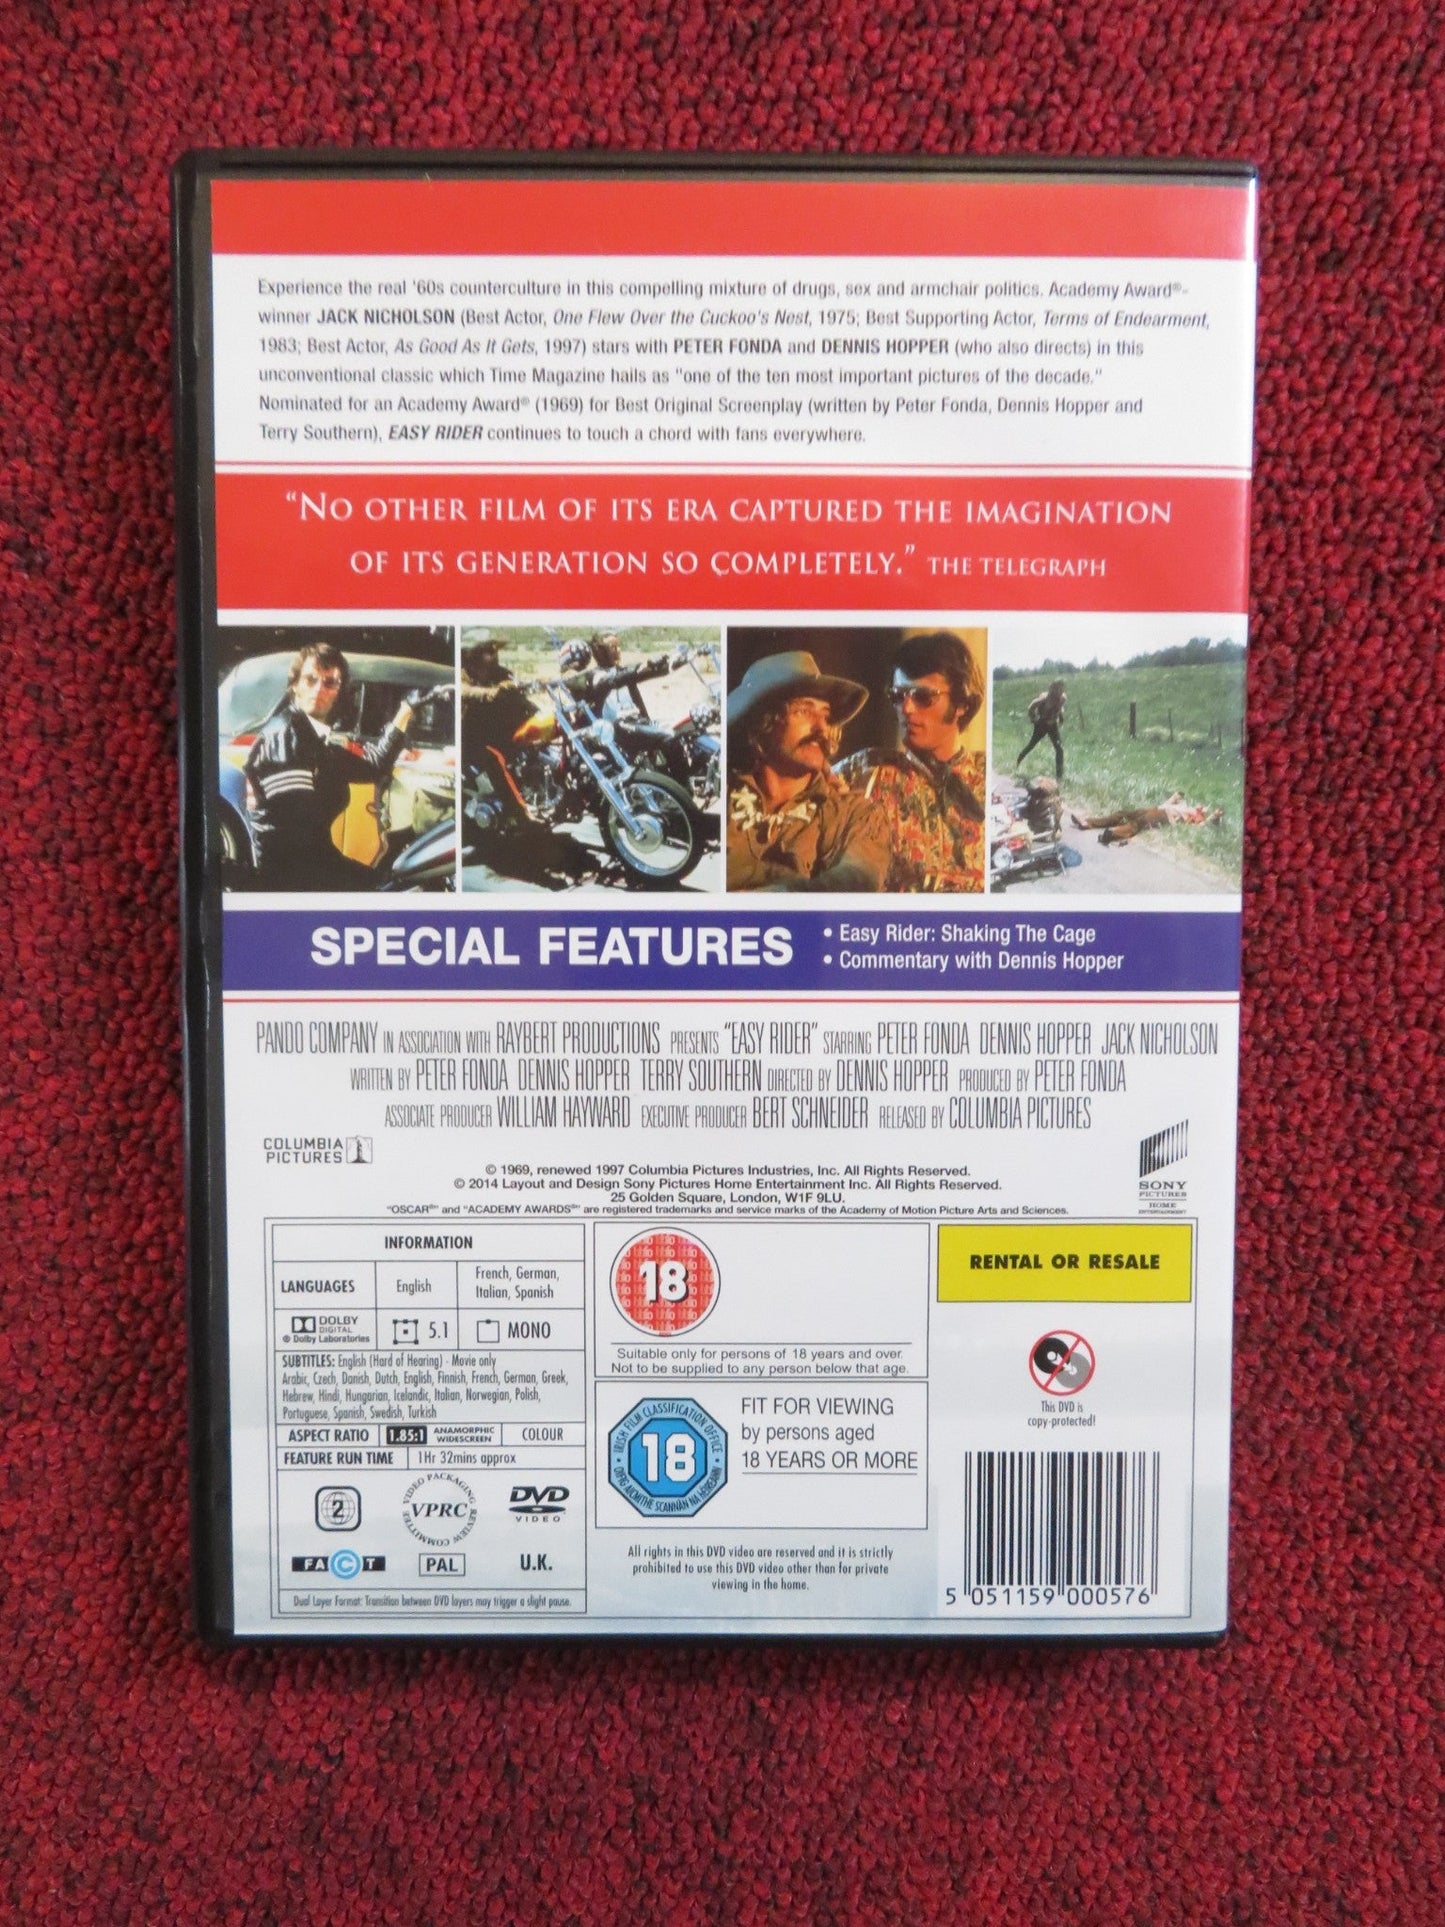 Experience the real '60s counterculture in this compelling mixture of drugs, sex and armchair politics. Academy Award®-
winner JACK NICHOLSON (Best Actor, One Flew Over the Cuckoo's Nest, 1975; Best Supporting Actor, Terms of Endearment,
1983; Best Actor, As Good As It Gets, 1997) stars with PETER FONDA and DENNIS HOPPER (who also directs) in this
unconventional classic which Time Magazine hails as "one of the ten most important pictures of the decade."
Nominated for an Academy Award® (1969) for Best Original Screenplay (written by Peter Fonda, Dennis Hopper and
Terry Southern), EASY RIDER continues to touch a chord with fans everywhere.
“NO OTHER FILM OF ITS ERA CAPTURED THE IMAGINATION
OF ITS GENERATION SO COMPLETELY.” THE TELEGRAPH
SPECIAL FEATURES
• Easy Rider: Shaking The Cage
• Commentary with Dennis Hopper
PANDO COMPANY IN ASSOCIATION WITH RAYBERT PRODUCTIONS PRESENTS "EASY RIDER" STARRING PETER FONDA DENNIS HOPPER JACK NICHOLSON
WRITTEN BY PETER FONDA DENNIS HOPPER TERRY SOUTHERN DIRECTED BY DENNIS HOPPER PRODUCED BY PETER FONDA
ASSOCIATE PRODUCER WILLIAM HAYWARD EXECUTIVE PRODUCER BERT SCHNEIDER RELEASED BY COLUMBIA PICTURES
COLUMBIA
PICTURES
© 1969, renewed 1997 Columbia Pictures Industries, Inc. All Rights Reserved.
© 2014 Layout and Design Sony Pictures Home Entertainment Inc. All Rights Reserved.
25 Golden Square, London, W1F 9LU.
"OSCAR®" and "ACADEMY AWARDS®" are registered trademarks and service marks of the Academy of Motion Picture Arts and Sciences.
SONY
PICTURES
HOME
ENTERTAINMENT
INFORMATION
LANGUAGES English French, German,
Italian, Spanish
DOLBY
DIGITAL
® Dolby Laboratories
5.1 MONO
SUBTITLES: English (Hard of Hearing) - Movie only
Arabic, Czech, Danish, Dutch, English, Finnish, French, German, Greek,
Hebrew, Hindi, Hungarian, Icelandic, Italian, Norwegian, Polish,
Portuguese, Spanish, Swedish, Turkish
ASPECT RATIO 1.85:1 ANAMORPHIC
WIDESCREEN COLOUR
FEATURE RUN TIME 1Hr 32mins approx
2
VIDEO PACKAGING REVIEW COMMITTEE
VPRC
DVD
VIDEO
FACT
PAL
U.K.
Dual Layer Format: Transition between DVD layers may trigger a slight pause.
18
Suitable only for persons of 18 years and over.
Not to be supplied to any person below that age.
IRISH FILM CLASSIFICATION OFFICE
18
OIFIG AICMITHE SCANNÁN NA hÉIREANN
FIT FOR VIEWING
by persons aged
18 YEARS OR MORE
All rights in this DVD video are reserved and it is strictly
prohibited to use this DVD video other than for private
viewing in the home.
RENTAL OR RESALE
This DVD is
copy-protected!
5 051159 000576